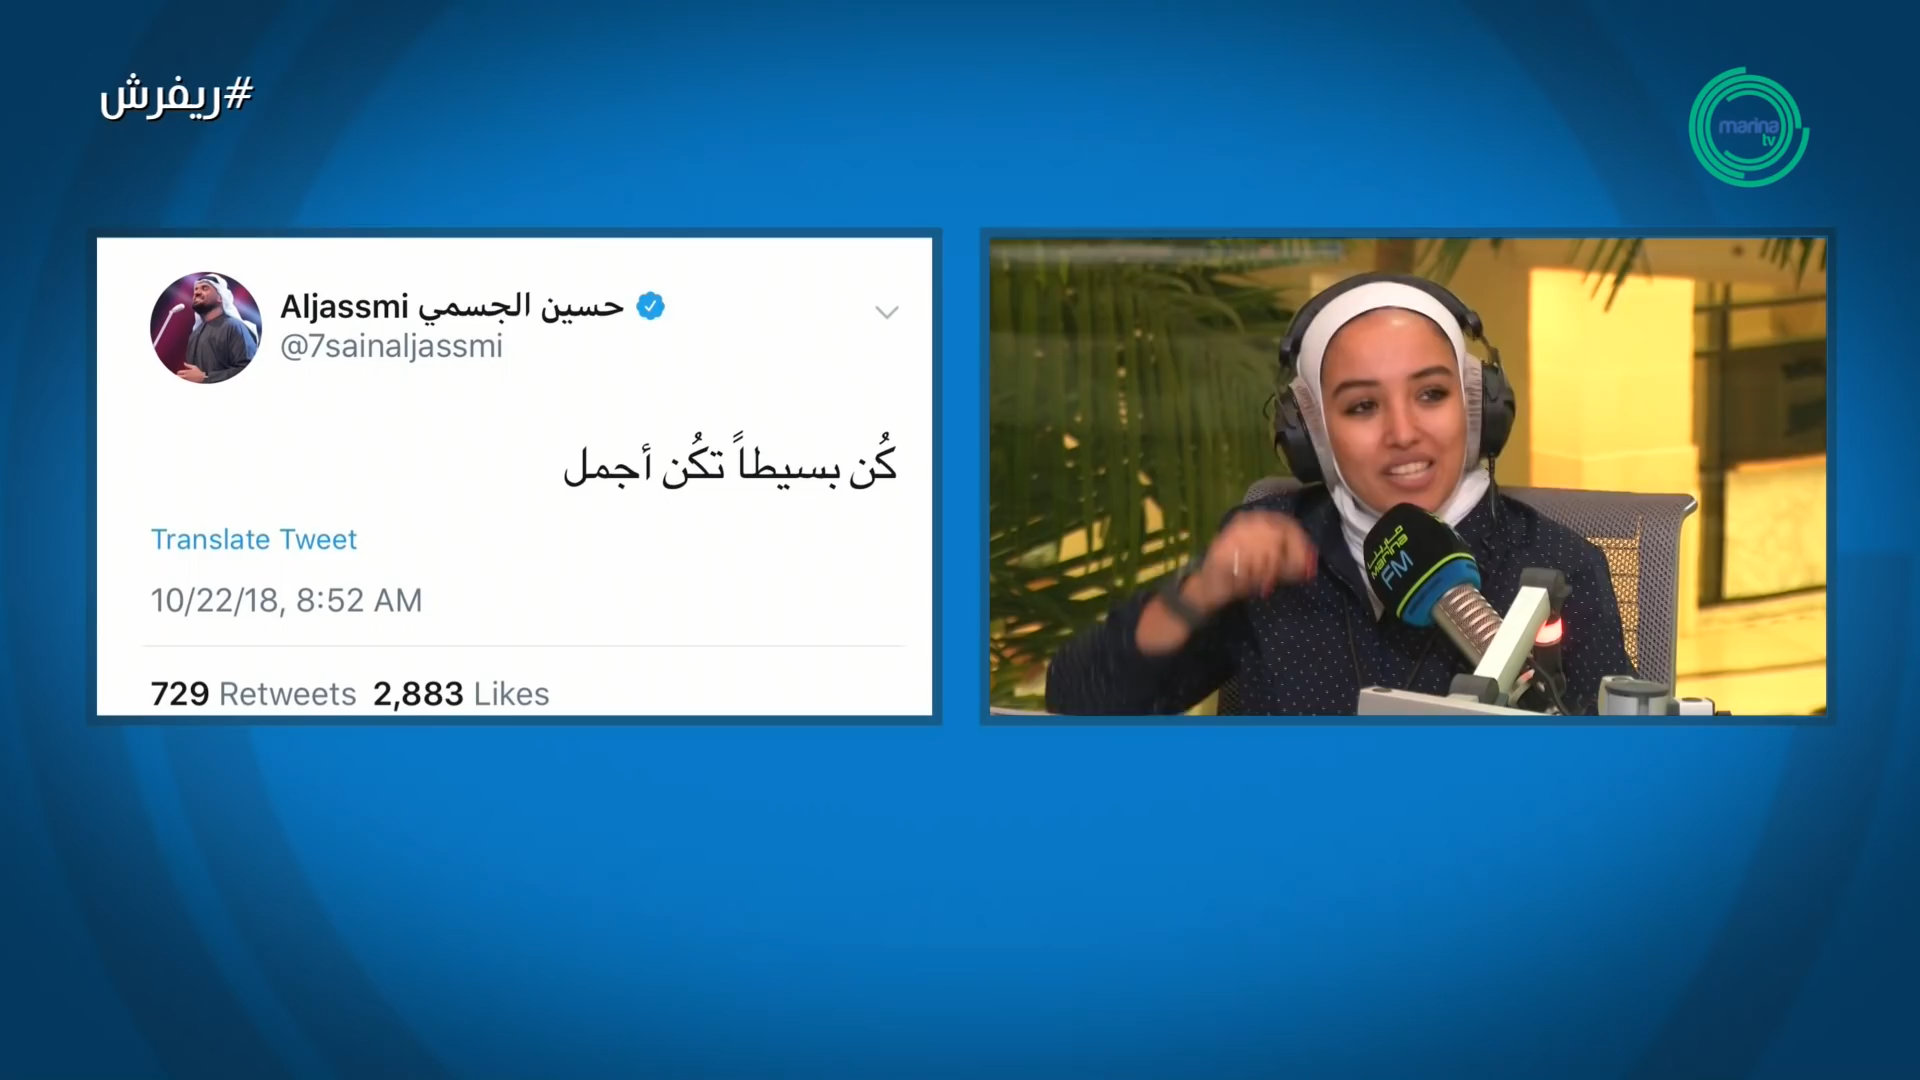 #ريفرش
marina
tv
Aljassmi حسين الجسمي
@7sainaljassmi
كُن بسيطاً تكُن أجمل
Translate Tweet
10/22/18, 8:52 AM
729 Retweets 2,883 Likes
مارينا
Marina
FM